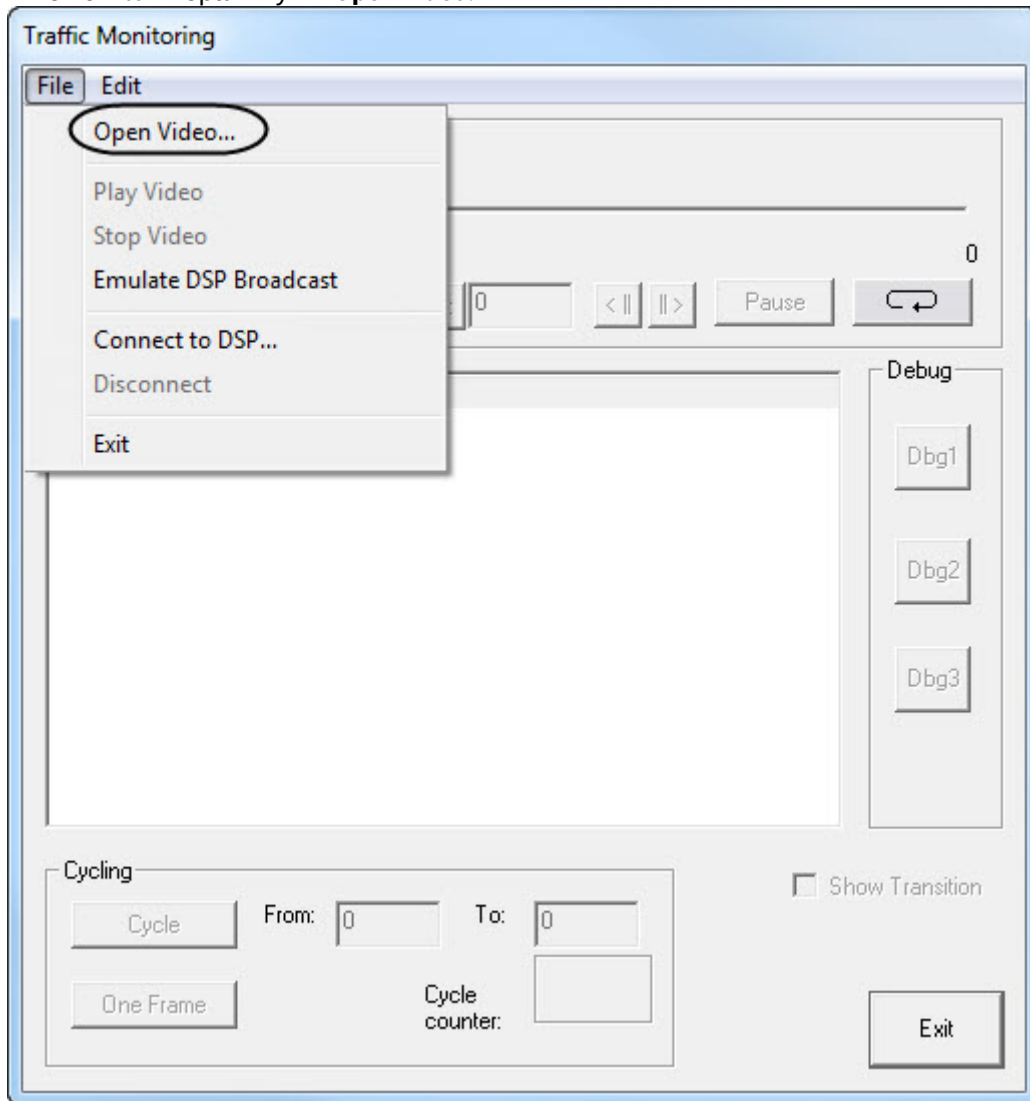 Traffic Monitoring
File Edit
Open Video...
Play Video
Stop Video
Emulate DSP Broadcast
Connect to DSP...
Disconnect
Exit
0
0
< || || > Pause
Debug
Dbg1
Dbg2
Dbg3
Cycling
Cycle From: 0 To: 0
Show Transition
One Frame
Cycle
counter:
Exit